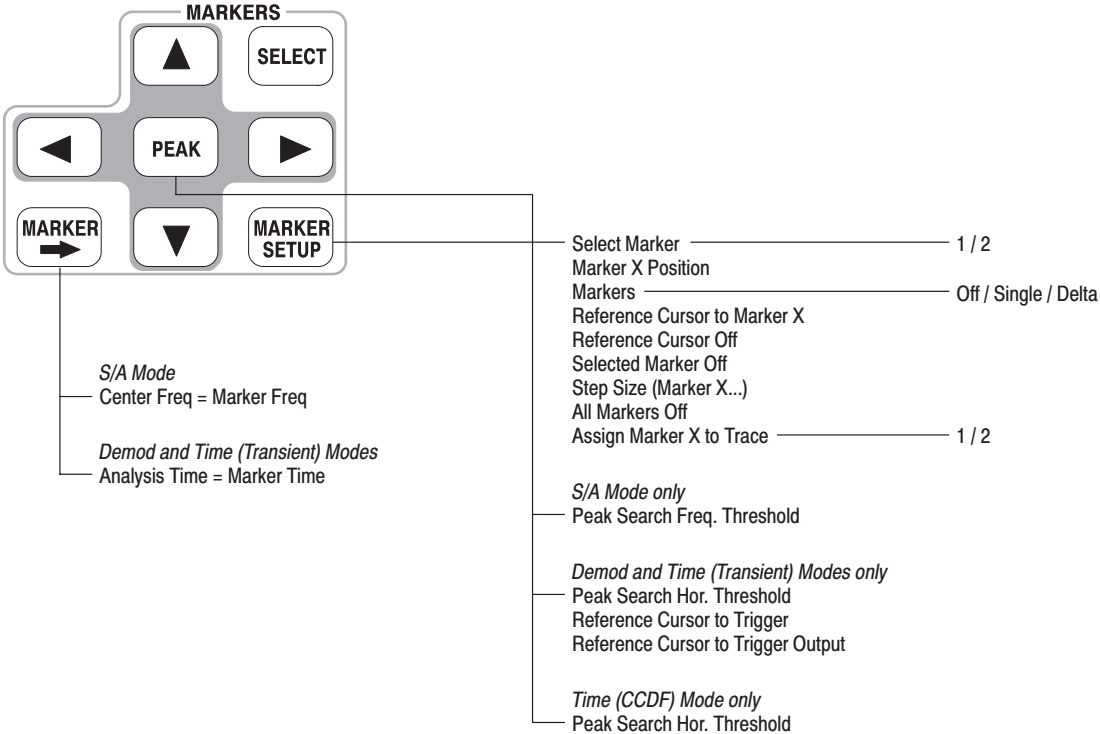 MARKERS
SELECT
PEAK
MARKER
MARKER
SETUP
Select Marker 1 / 2
Marker X Position
Markers Off / Single / Delta
Reference Cursor to Marker X
Reference Cursor Off
Selected Marker Off
Step Size (Marker X...)
All Markers Off
Assign Marker X to Trace 1 / 2
S/A Mode
Center Freq = Marker Freq
Demod and Time (Transient) Modes
Analysis Time = Marker Time
S/A Mode only
Peak Search Freq. Threshold
Demod and Time (Transient) Modes only
Peak Search Hor. Threshold
Reference Cursor to Trigger
Reference Cursor to Trigger Output
Time (CCDF) Mode only
Peak Search Hor. Threshold